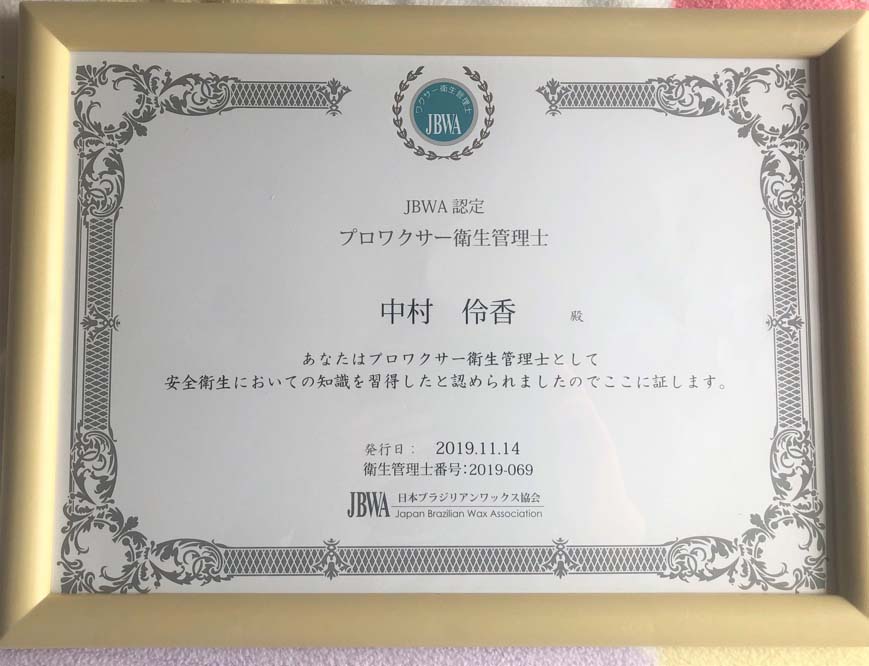 ワクサー衛生管理士
JBWA
JBWA 認定
プロワクサー衛生管理士
中村 伶香 殿
あなたはプロワクサー衛生管理士として
安全衛生においての知識を習得したと認められましたのでここに証します。
発行日： 2019.11.14
衛生管理士番号：2019-069
JBWA 日本ブラジリアンワックス協会
Japan Brazilian Wax Association